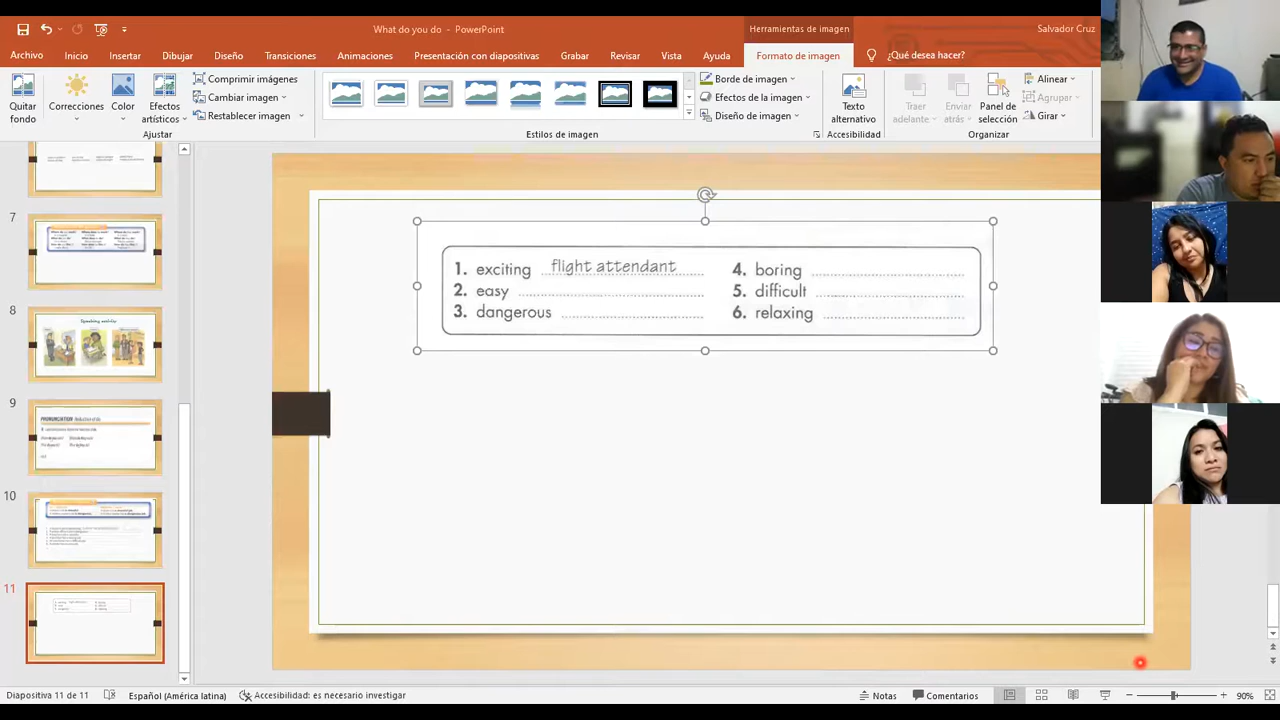 What do you do - PowerPoint
Herramientas de imagen
Salvador Cruz
Archivo Inicio Insertar Dibujar Diseño Transiciones Animaciones Presentación con diapositivas Grabar Revisar Vista Ayuda Formato de imagen ¿Qué desea hacer?
Quitar fondo
Correcciones
Color
Efectos artísticos
Comprimir imágenes
Cambiar imagen
Restablecer imagen
Ajustar
Estilos de imagen
Borde de imagen
Efectos de la imagen
Diseño de imagen
Texto alternativo
Accesibilidad
Traer adelante
Enviar atrás
Panel de selección
Alinear
Agrupar
Girar
Organizar
7
8
Speaking activity
9
PRONUNCIATION
10
11
1. exciting flight attendant
2. easy
3. dangerous
4. boring
5. difficult
6. relaxing
Diapositiva 11 de 11 Español (América latina) Accesibilidad: es necesario investigar Notas Comentarios 90%